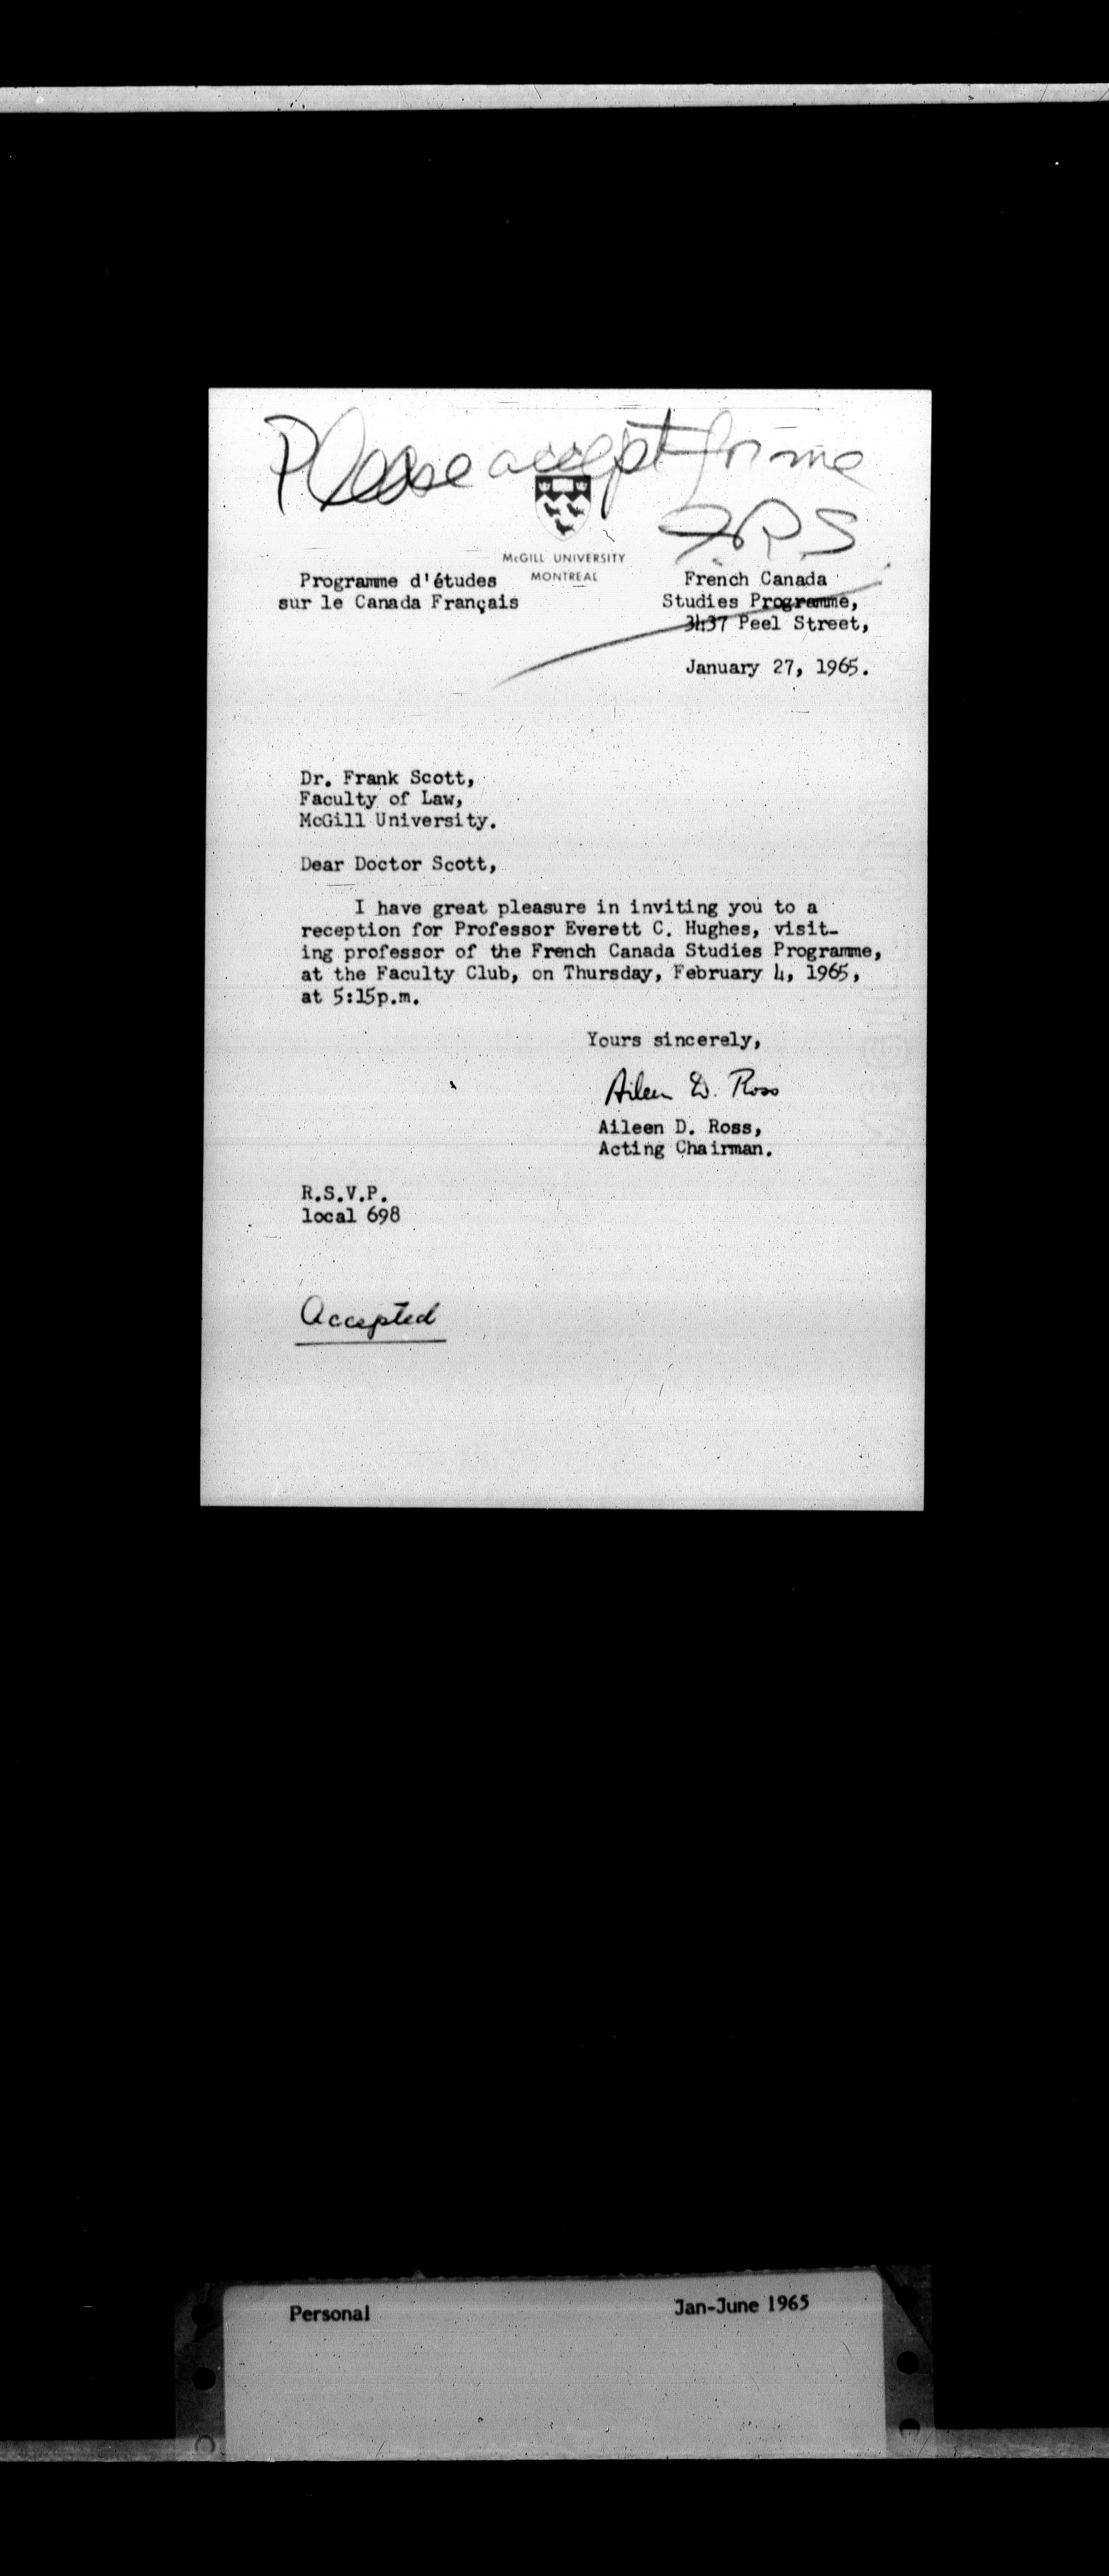 Please accept for me
FRS
McGILL UNIVERSITY
MONTREAL
Programme d'études
sur le Canada Français
French Canada
Studies Programme,
3437 Peel Street,
January 27, 1965.
Dr. Frank Scott,
Faculty of Law,
McGill University.
Dear Doctor Scott,
I have great pleasure in inviting you to a
reception for Professor Everett C. Hughes, visit-
ing professor of the French Canada Studies Programme,
at the Faculty Club, on Thursday, February 4, 1965,
at 5:15p.m.
Yours sincerely,
Aileen D. Ross
Aileen D. Ross,
Acting Chairman.
R.S.V.P.
local 698
Accepted
Personal
Jan-June 1965